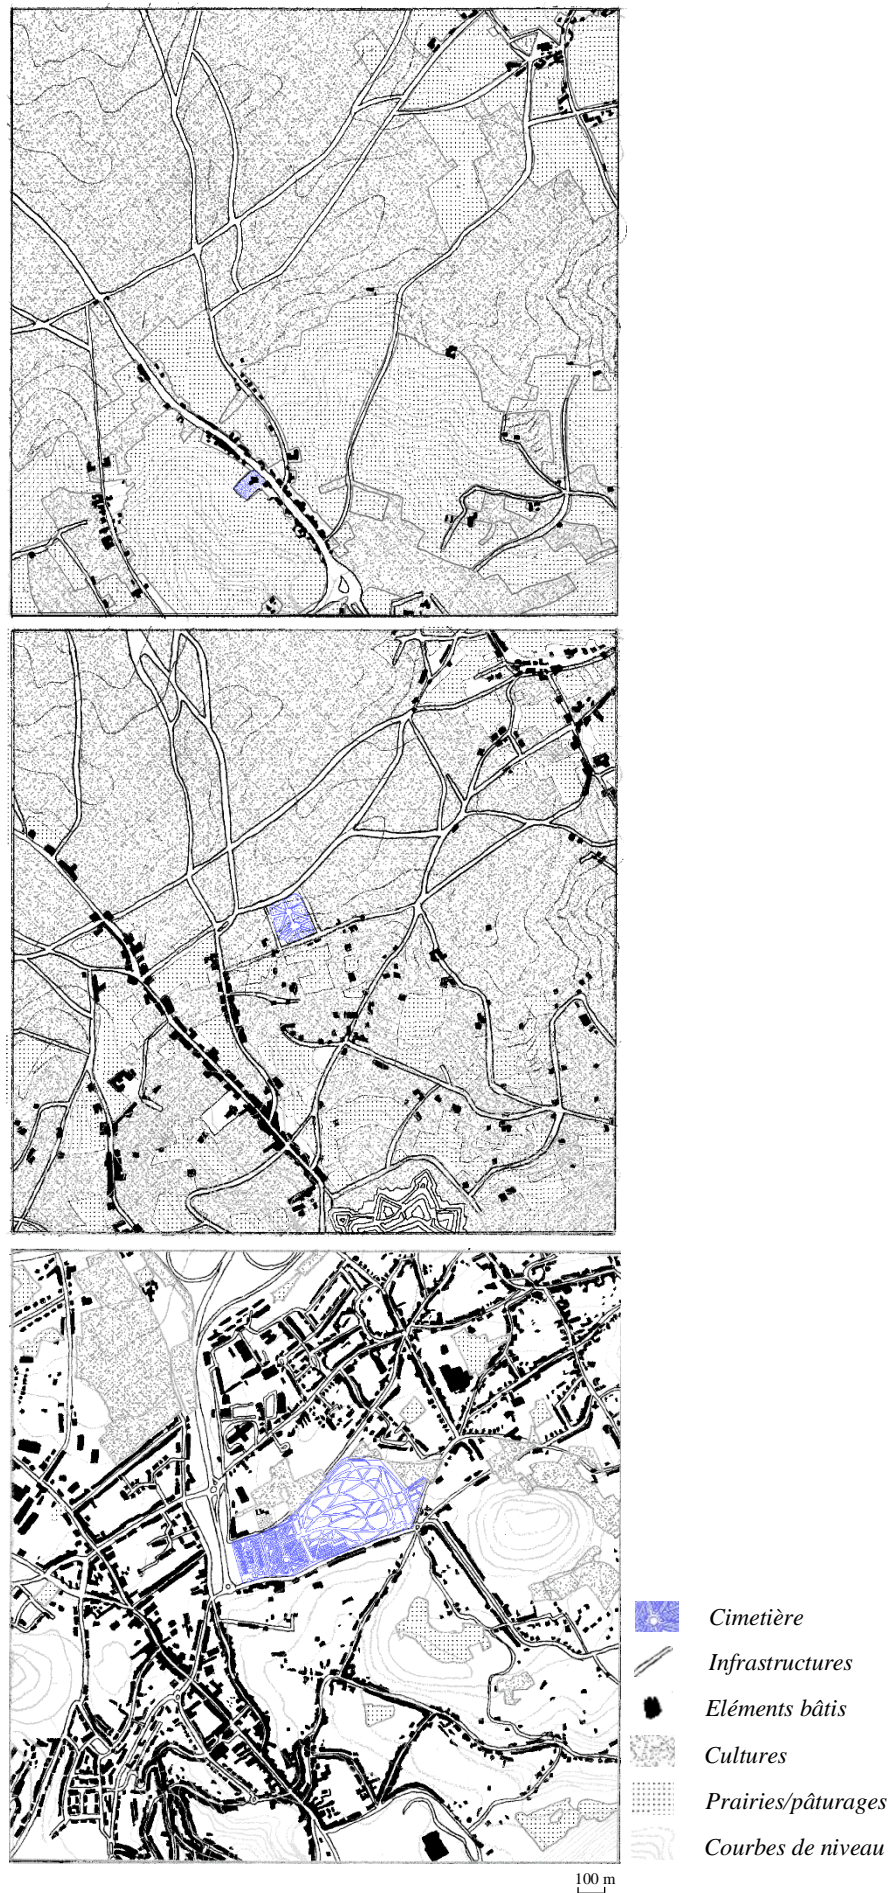 Cimetière
Infrastructures
Eléments bâtis
Cultures
Prairies/pâturages
Courbes de niveau
100 m